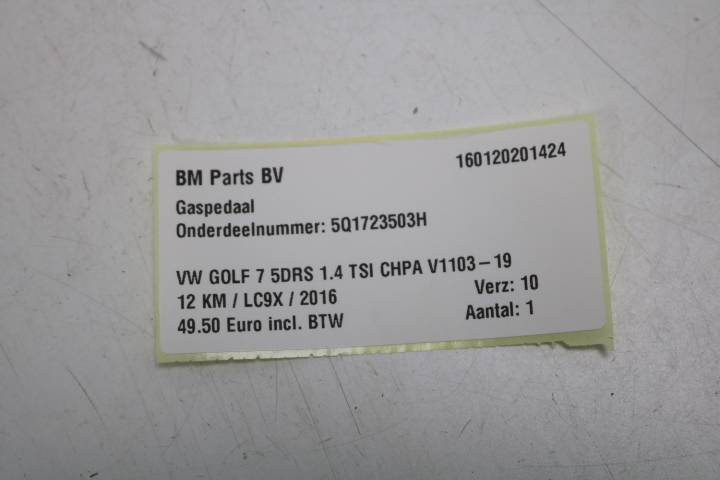 BM Parts BV
160120201424
Gaspedaal
Onderdeelnummer: 5Q1723503H
VW GOLF 7 5DRS 1.4 TSI CHPA V1103-19
12 KM / LC9X / 2016
Verz: 10
49.50 Euro incl. BTW
Aantal: 1